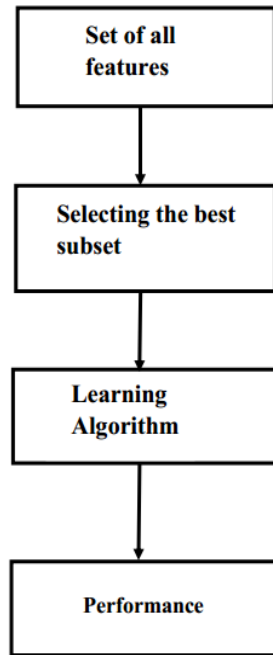 Set of all
features
Selecting the best
subset
Learning
Algorithm
Performance